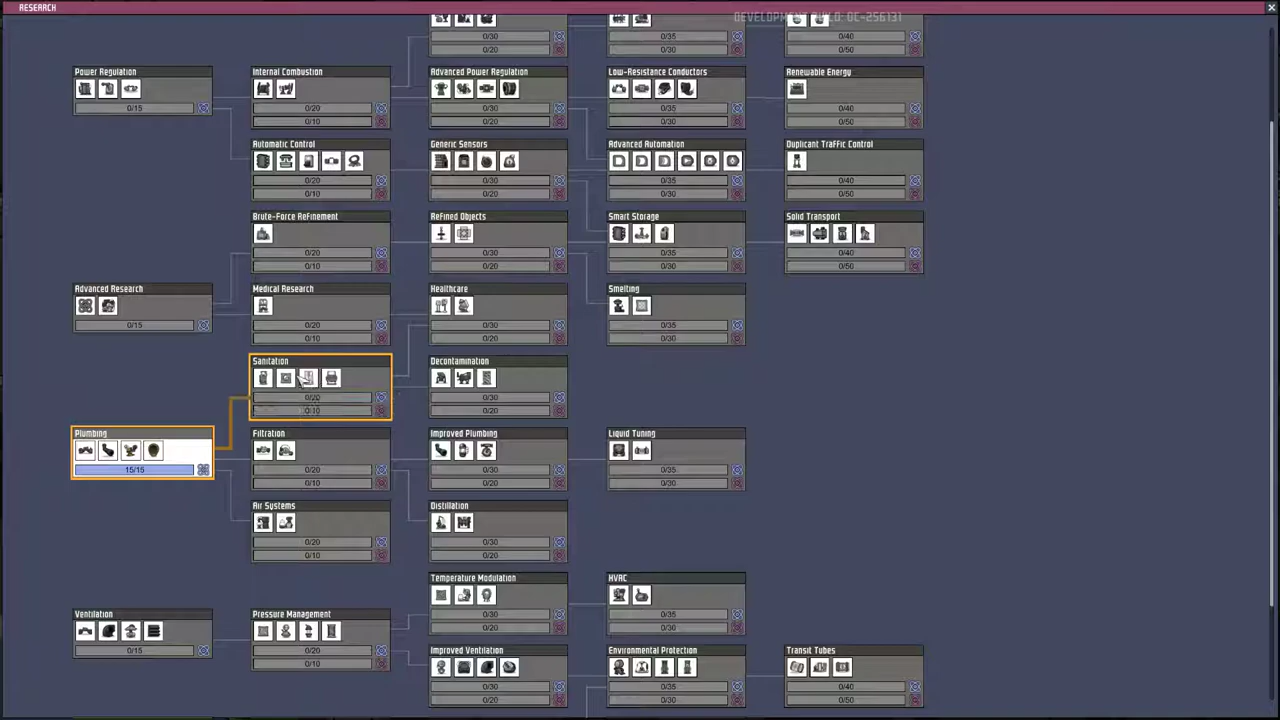 RESEARCH
DEVELOPMENT BUILD: OC-256131
0/30 0/35 0/40
0/20 0/30 0/50
Power Regulation Internal Combustion Advanced Power Regulation Low-Resistance Conductors Renewable Energy
0/15 0/20 0/30 0/35 0/40
0/10 0/20 0/30 0/50
Automatic Control Generic Sensors Advanced Automation Duplicant Traffic Control
0/20 0/30 0/35 0/40
0/10 0/20 0/30 0/50
Brute-Force Refinement Refined Objects Smart Storage Solid Transport
0/20 0/30 0/35 0/40
0/10 0/20 0/30 0/50
Advanced Research Medical Research Healthcare Smelting
0/15 0/20 0/30 0/35
0/10 0/20 0/30
Sanitation Decontamination
0/20 0/30
0/10 0/20
Plumbing Filtration Improved Plumbing Liquid Tuning
15/15 0/20 0/30 0/35
0/10 0/20 0/30
Air Systems Distillation
0/20 0/30
0/10 0/20
Temperature Modulation HVAC
0/30 0/35
0/20 0/30
Ventilation Pressure Management
0/15 0/20
0/10
Improved Ventilation Environmental Protection Transit Tubes
0/30 0/35 0/40
0/20 0/30 0/50